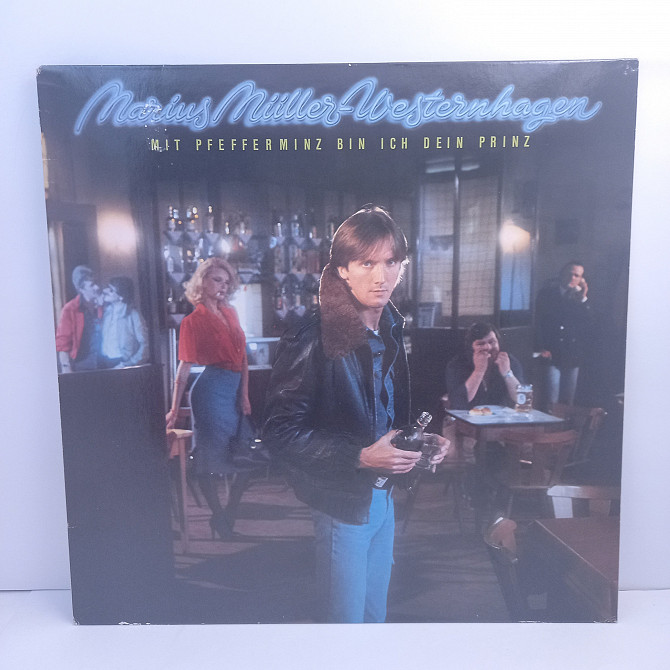 Marius Müller-Westernhagen
MIT PFEFFERMINZ BIN ICH DEIN PRINZ